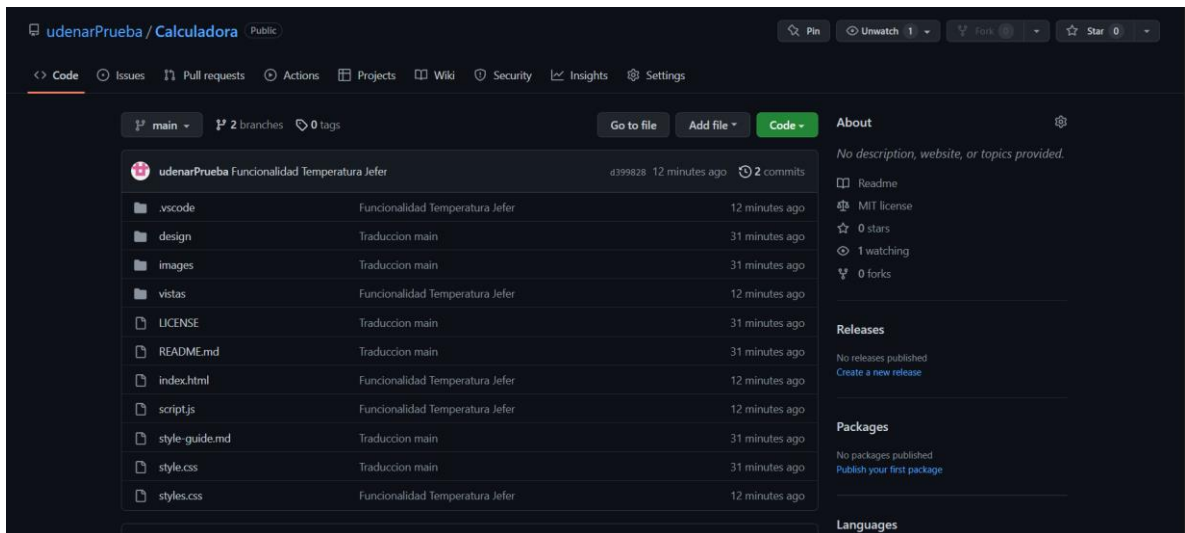 udenarPrueba / Calculadora Public
Pin Unwatch 1 Fork 0 Star 0
<> Code Issues Pull requests Actions Projects Wiki Security Insights Settings
main 2 branches 0 tags Go to file Add file Code
udenarPrueba Funcionalidad Temperatura Jefer d399828 12 minutes ago 2 commits
.vscode Funcionalidad Temperatura Jefer 12 minutes ago
design Traduccion main 31 minutes ago
images Traduccion main 31 minutes ago
vistas Funcionalidad Temperatura Jefer 12 minutes ago
LICENSE Traduccion main 31 minutes ago
README.md Traduccion main 31 minutes ago
index.html Funcionalidad Temperatura Jefer 12 minutes ago
script.js Funcionalidad Temperatura Jefer 12 minutes ago
style-guide.md Traduccion main 31 minutes ago
style.css Traduccion main 31 minutes ago
styles.css Funcionalidad Temperatura Jefer 12 minutes ago
About
No description, website, or topics provided.
Readme
MIT license
0 stars
1 watching
0 forks
Releases
No releases published
Create a new release
Packages
No packages published
Publish your first package
Languages